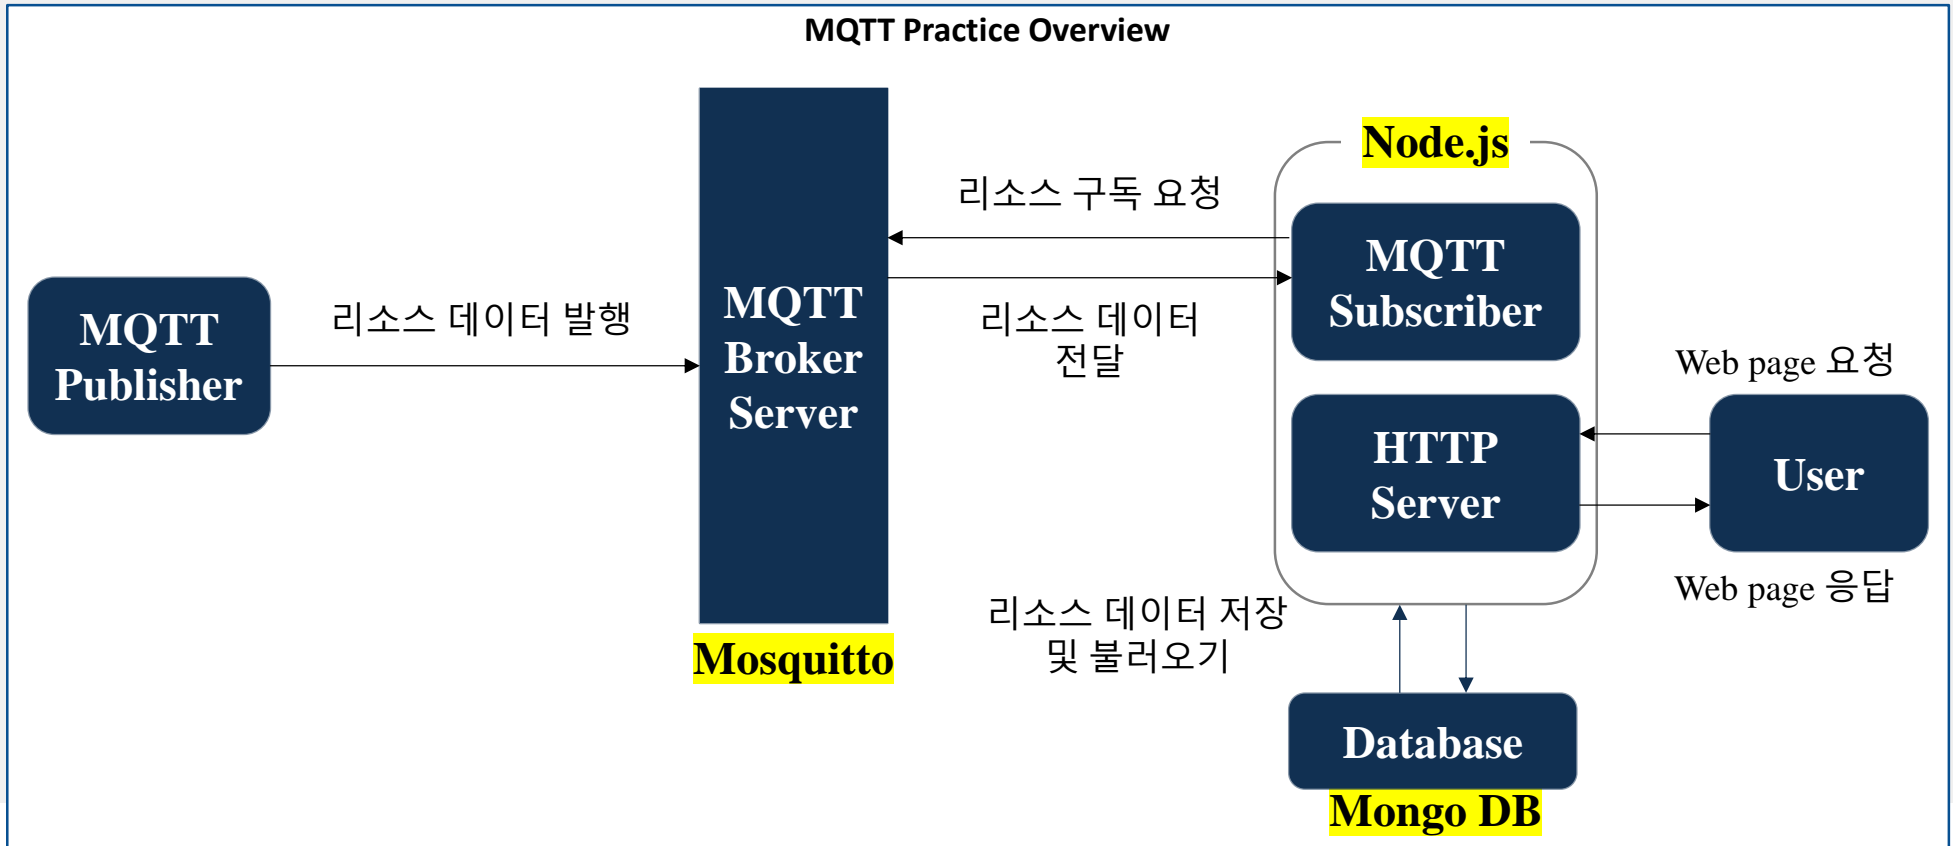 MQTT Practice Overview
MQTT
Publisher
리소스 데이터 발행
MQTT
Broker
Server
Mosquitto
리소스 구독 요청
리소스 데이터
전달
Node.js
MQTT
Subscriber
HTTP
Server
Web page 요청
User
Web page 응답
리소스 데이터 저장
및 불러오기
Database
Mongo DB